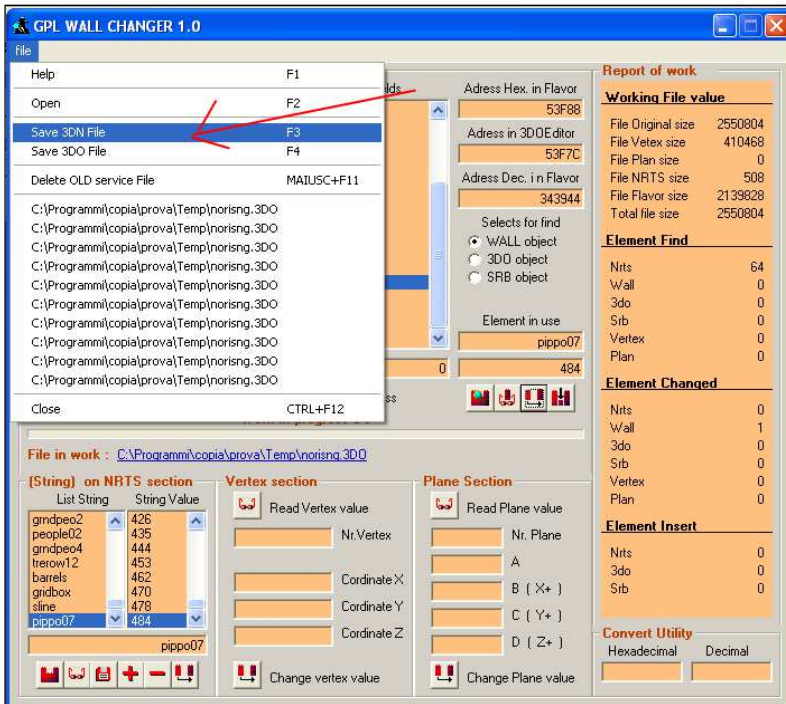 GPL WALL CHANGER 1.0
file
Help F1
Open F2
Save 3DN File F3
Save 3DO File F4
Delete OLD service File MAIUSC+F11
C:\Programmi\copia\prova\Temp\norisng.3DO
C:\Programmi\copia\prova\Temp\norisng.3DO
C:\Programmi\copia\prova\Temp\norisng.3DO
C:\Programmi\copia\prova\Temp\norisng.3DO
C:\Programmi\copia\prova\Temp\norisng.3DO
C:\Programmi\copia\prova\Temp\norisng.3DO
C:\Programmi\copia\prova\Temp\norisng.3DO
C:\Programmi\copia\prova\Temp\norisng.3DO
C:\Programmi\copia\prova\Temp\norisng.3DO
C:\Programmi\copia\prova\Temp\norisng.3DO
Close CTRL+F12
Adress Hex. in Flavor
53F88
Adress in 3DOEditor
53F7C
Adress Dec. in Flavor
343944
Selects for find
WALL object
3DO object
SRB object
Element in use
pippo07
0 484
File in work : C:\Programmi\copia\prova\Temp\norisng.3DO
(String) on NRTS section
List String String Value
grndpeo2 426
people02 435
grndpeo4 444
trerow12 453
barrels 462
gridbox 470
sline 478
pippo07 484
pippo07
Vertex section
Read Vertex value
Nr.Vertex
Cordinate X
Cordinate Y
Cordinate Z
Change vertex value
Plane Section
Read Plane value
Nr. Plane
A
B ( X+ )
C ( Y+ )
D ( Z+ )
Change Plane value
Report of work
Working File value
File Original size 2550804
File Vetex size 410468
File Plan size 0
File NRTS size 508
File Flavor size 2139828
Total file size 2550804
Element Find
Nrts 64
Wall 0
3do 0
Srb 0
Vertex 0
Plan 0
Element Changed
Nrts 0
Wall 1
3do 0
Srb 0
Vertex 0
Plan 0
Element Insert
Nrts 0
3do 0
Srb 0
Convert Utility
Hexadecimal Decimal